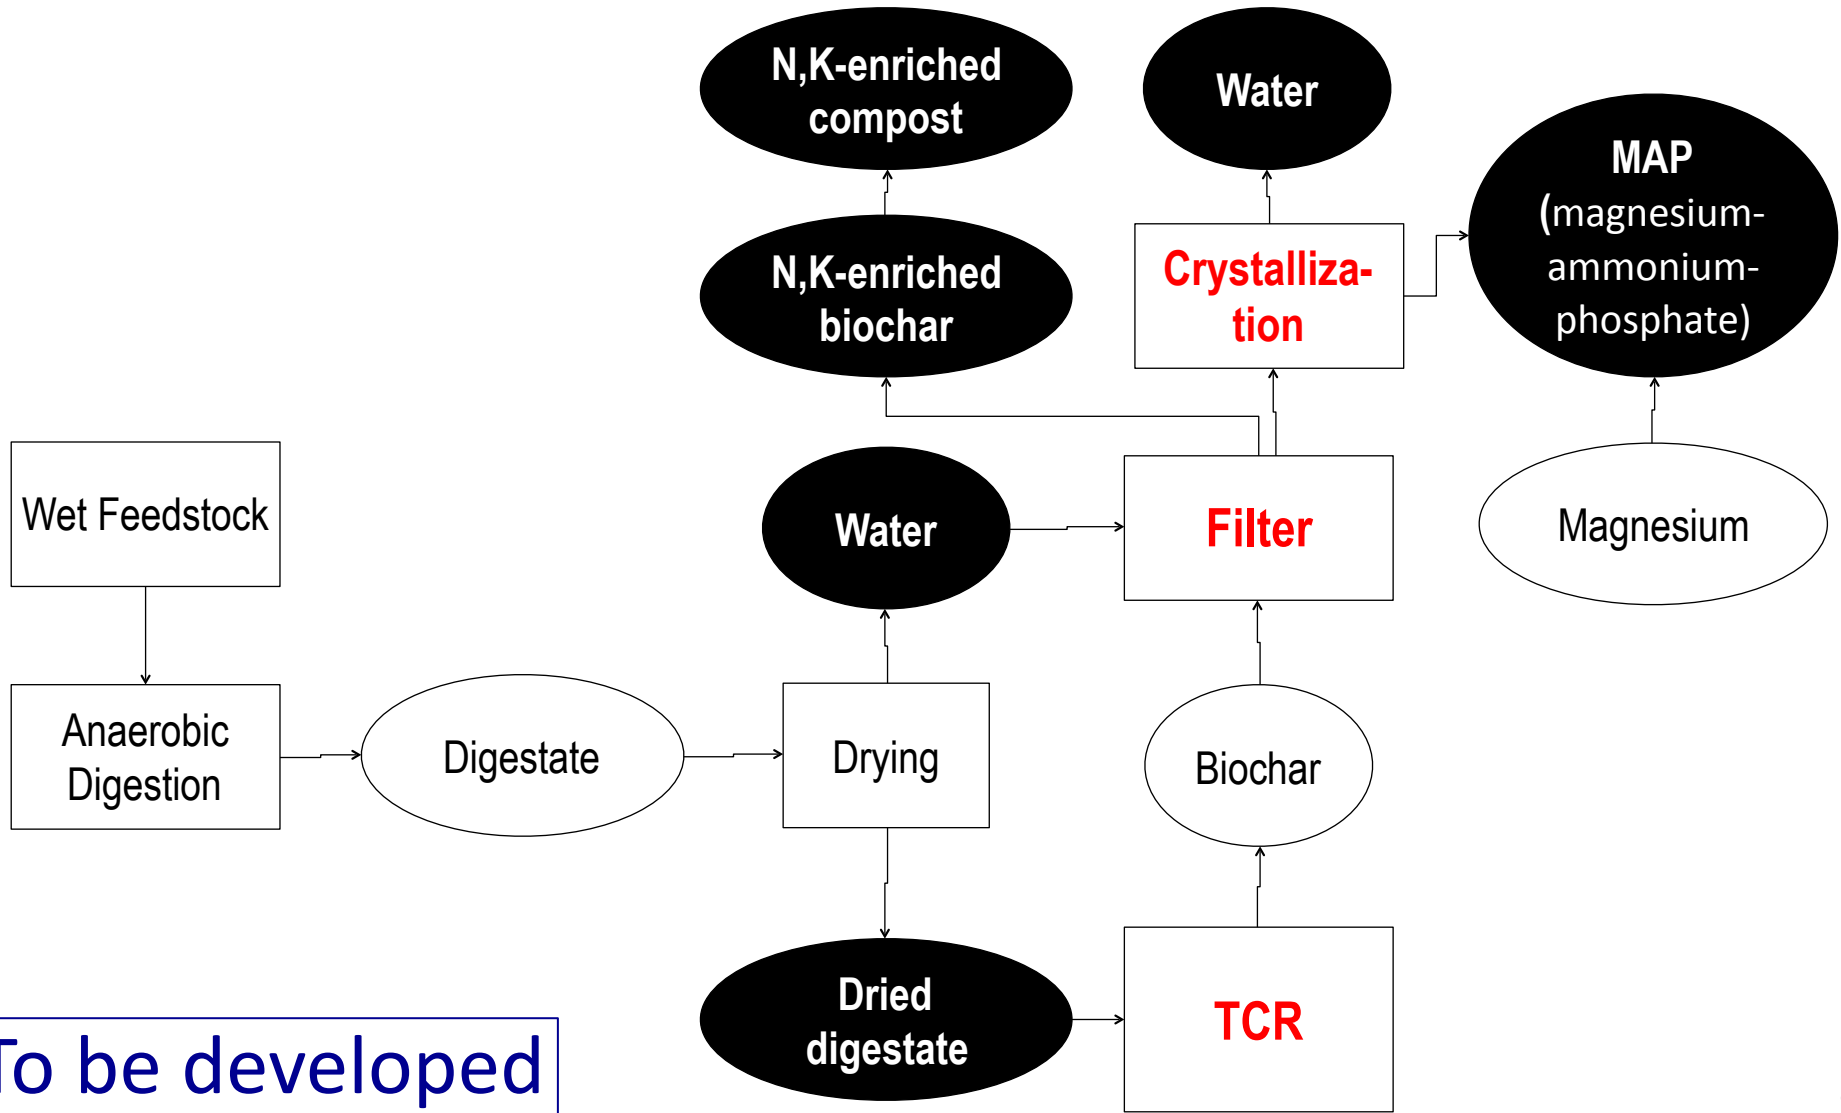 N,K-enriched
compost
Water
MAP
(magnesium-
ammonium-
phosphate)
N,K-enriched
biochar
Crystalliza-
tion
Wet Feedstock
Water
Filter
Magnesium
Anaerobic
Digestion
Digestate
Drying
Biochar
Dried
digestate
TCR
To be developed